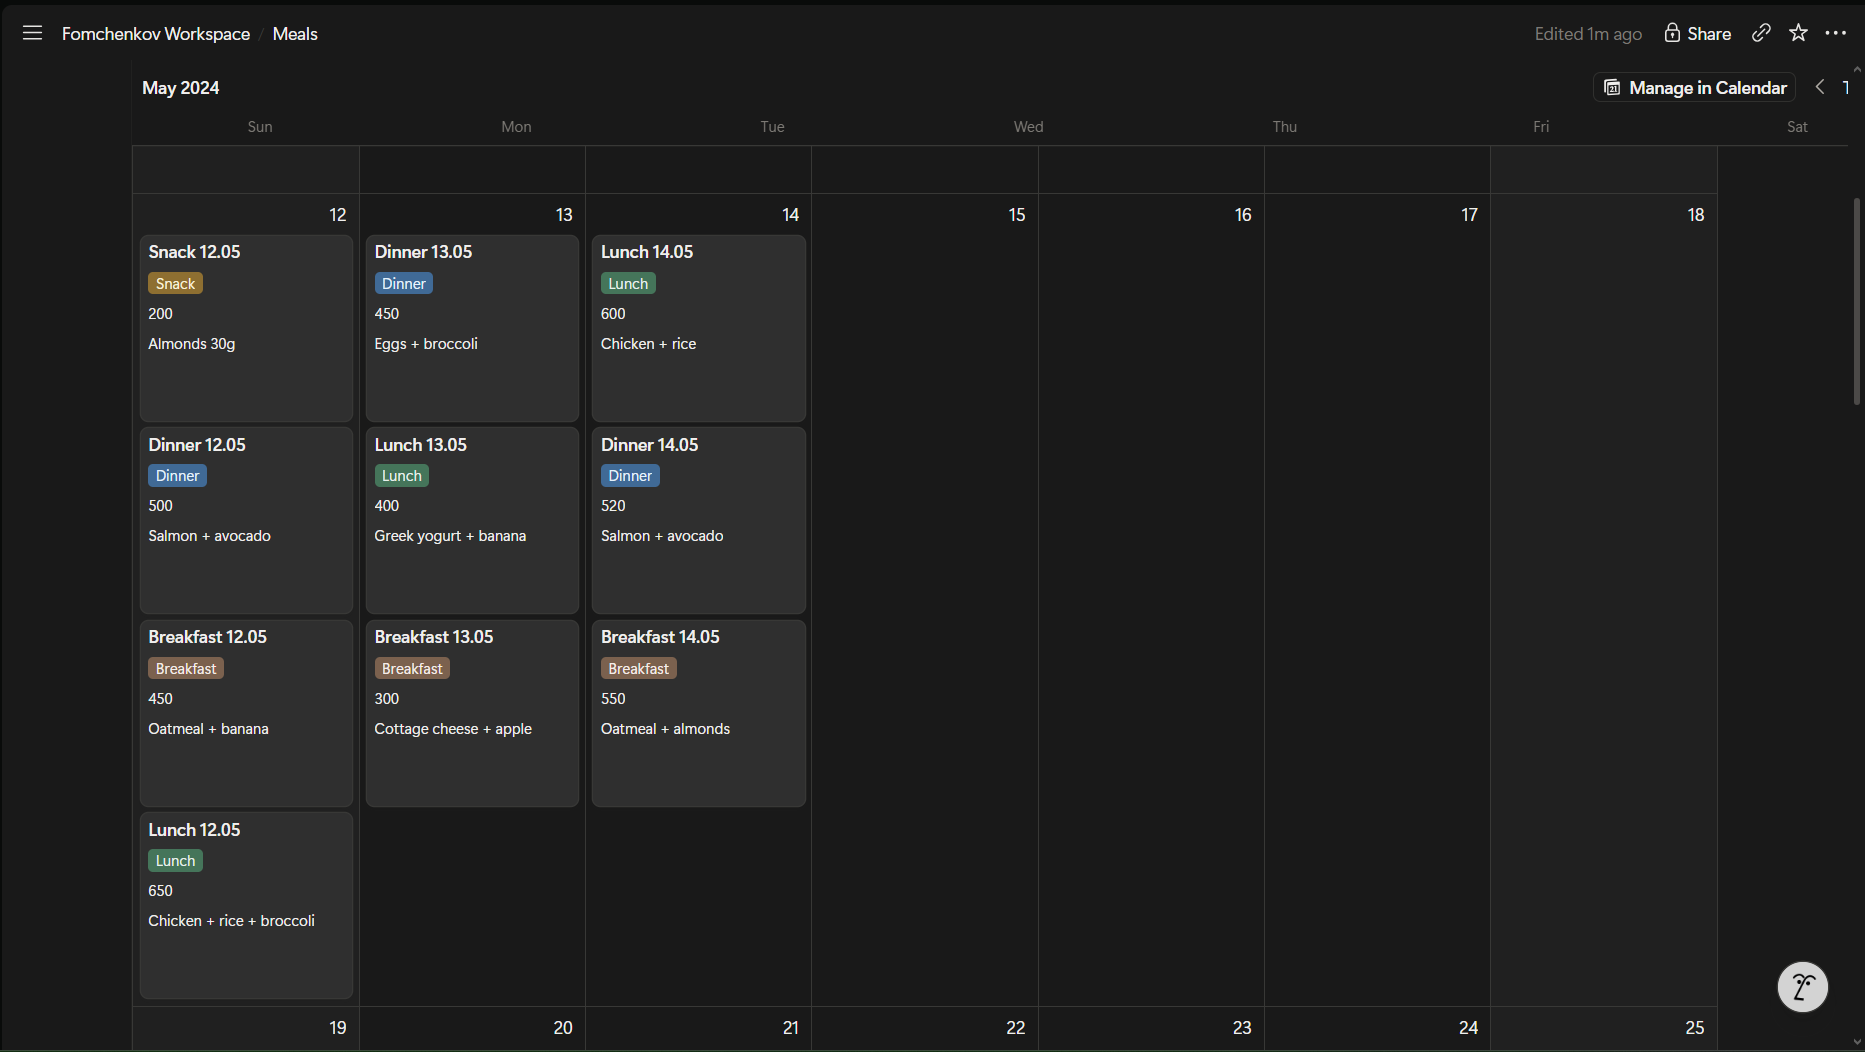 Fomchenkov Workspace / Meals
Edited 1m ago
Share
May 2024
Manage in Calendar
Sun Mon Tue Wed Thu Fri Sat
12 13 14 15 16 17 18
Snack 12.05
Snack
200
Almonds 30g
Dinner 12.05
Dinner
500
Salmon + avocado
Breakfast 12.05
Breakfast
450
Oatmeal + banana
Lunch 12.05
Lunch
650
Chicken + rice + broccoli
Dinner 13.05
Dinner
450
Eggs + broccoli
Lunch 13.05
Lunch
400
Greek yogurt + banana
Breakfast 13.05
Breakfast
300
Cottage cheese + apple
Lunch 14.05
Lunch
600
Chicken + rice
Dinner 14.05
Dinner
520
Salmon + avocado
Breakfast 14.05
Breakfast
550
Oatmeal + almonds
19 20 21 22 23 24 25